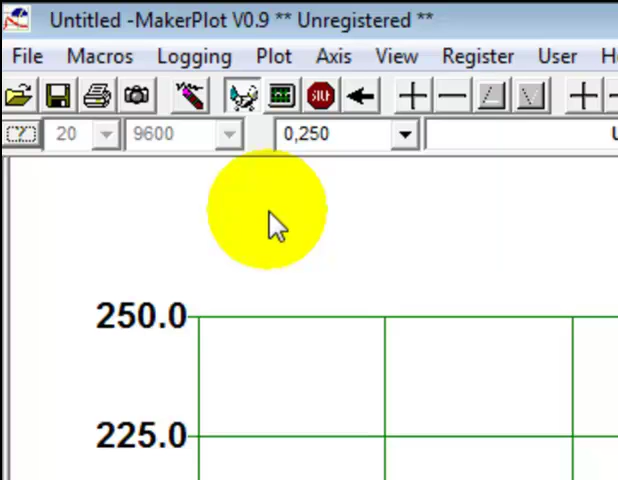 Untitled -MakerPlot V0.9 ** Unregistered **
File Macros Logging Plot Axis View Register User H
20 9600 0,250
250.0
225.0